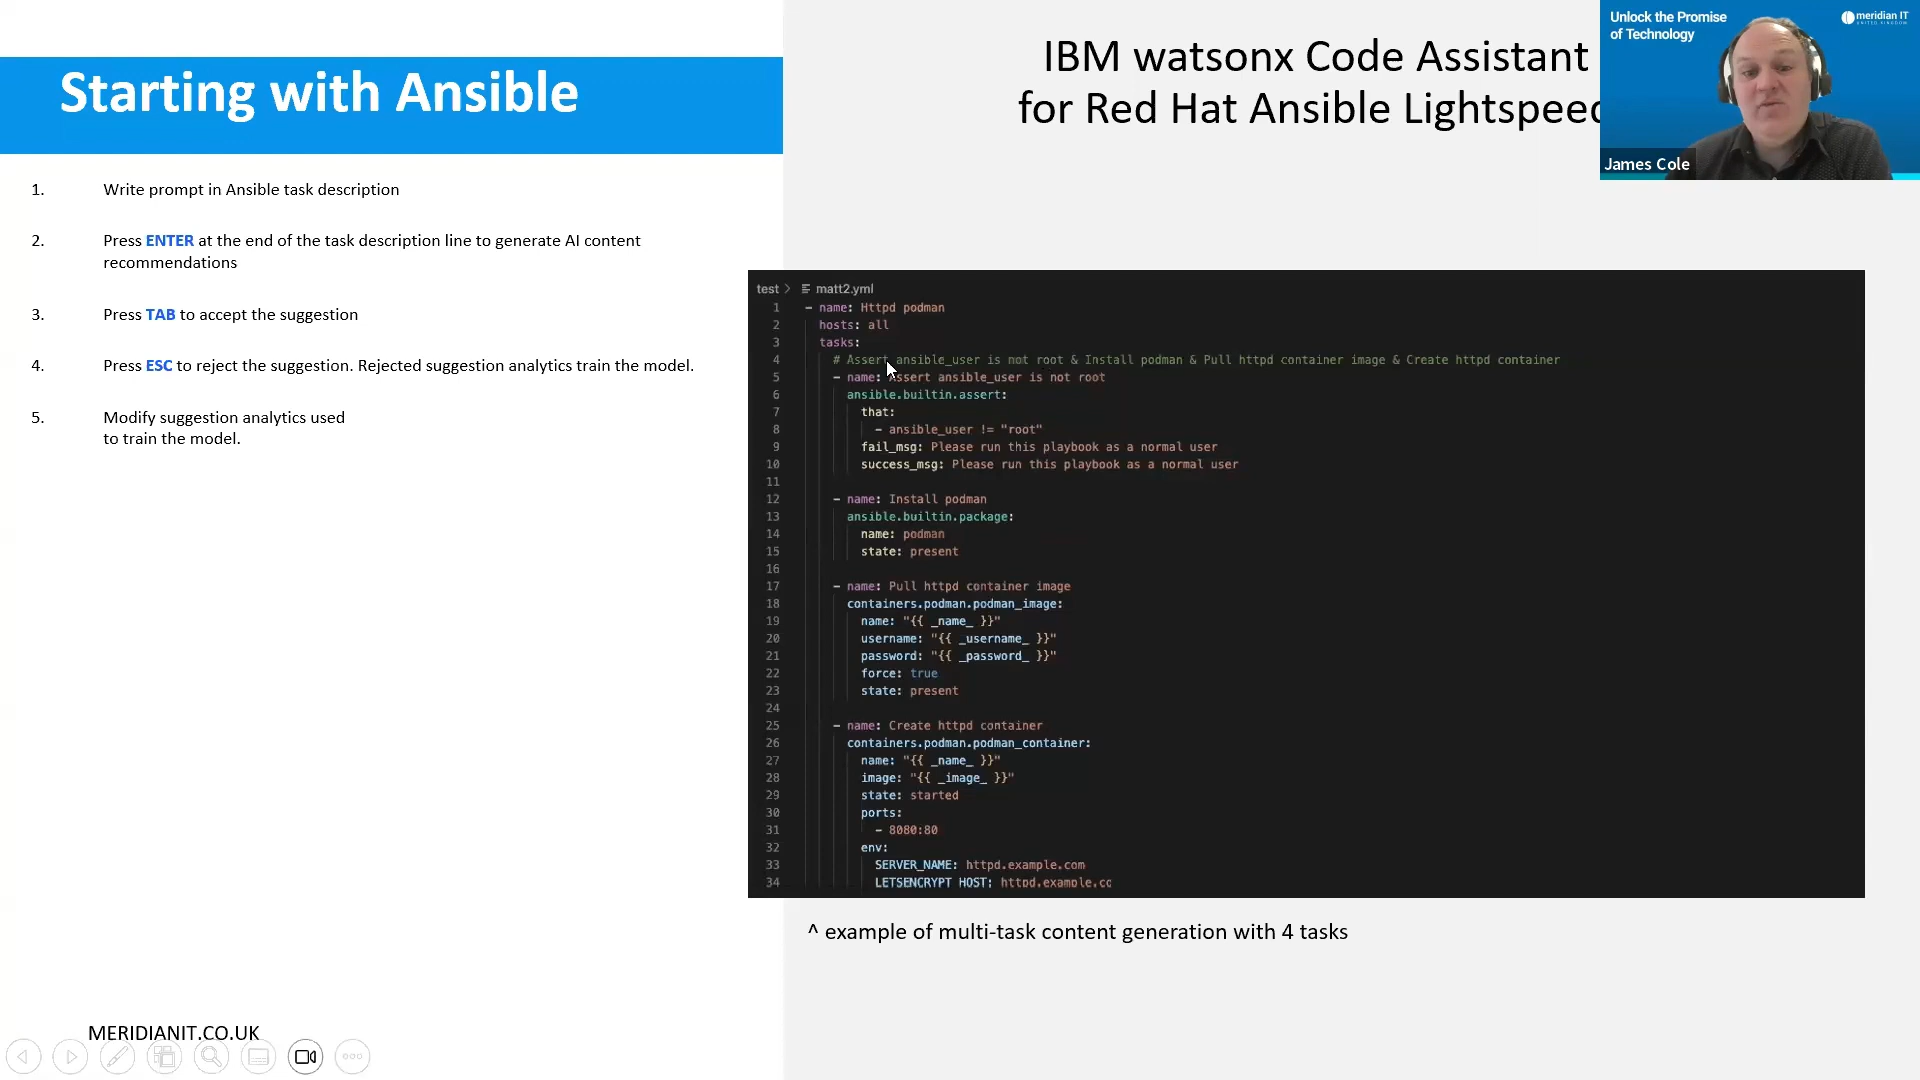 Starting with Ansible
1. Write prompt in Ansible task description
2. Press ENTER at the end of the task description line to generate AI content
recommendations
3. Press TAB to accept the suggestion
4. Press ESC to reject the suggestion. Rejected suggestion analytics train the model.
5. Modify suggestion analytics used
to train the model.
MERIDIANIT.CO.UK
IBM watsonx Code Assistant
for Red Hat Ansible Lightspeed
Unlock the Promise
of Technology
meridian IT
UNITED KINGDOM
James Cole
test > matt2.yml
1 - name: Httpd podman
2 hosts: all
3 tasks:
4 # Assert ansible_user is not root & Install podman & Pull httpd container image & Create httpd container
5 - name: Assert ansible_user is not root
6 ansible.builtin.assert:
7 that:
8 - ansible_user != "root"
9 fail_msg: Please run this playbook as a normal user
10 success_msg: Please run this playbook as a normal user
11
12 - name: Install podman
13 ansible.builtin.package:
14 name: podman
15 state: present
16
17 - name: Pull httpd container image
18 containers.podman.podman_image:
19 name: "{{ _name_ }}"
20 username: "{{ _username_ }}"
21 password: "{{ _password_ }}"
22 force: true
23 state: present
24
25 - name: Create httpd container
26 containers.podman.podman_container:
27 name: "{{ _name_ }}"
28 image: "{{ _image_ }}"
29 state: started
30 ports:
31 - 8080:80
32 env:
33 SERVER_NAME: httpd.example.com
34 LETSENCRYPT_HOST: httpd.example.co
^ example of multi-task content generation with 4 tasks